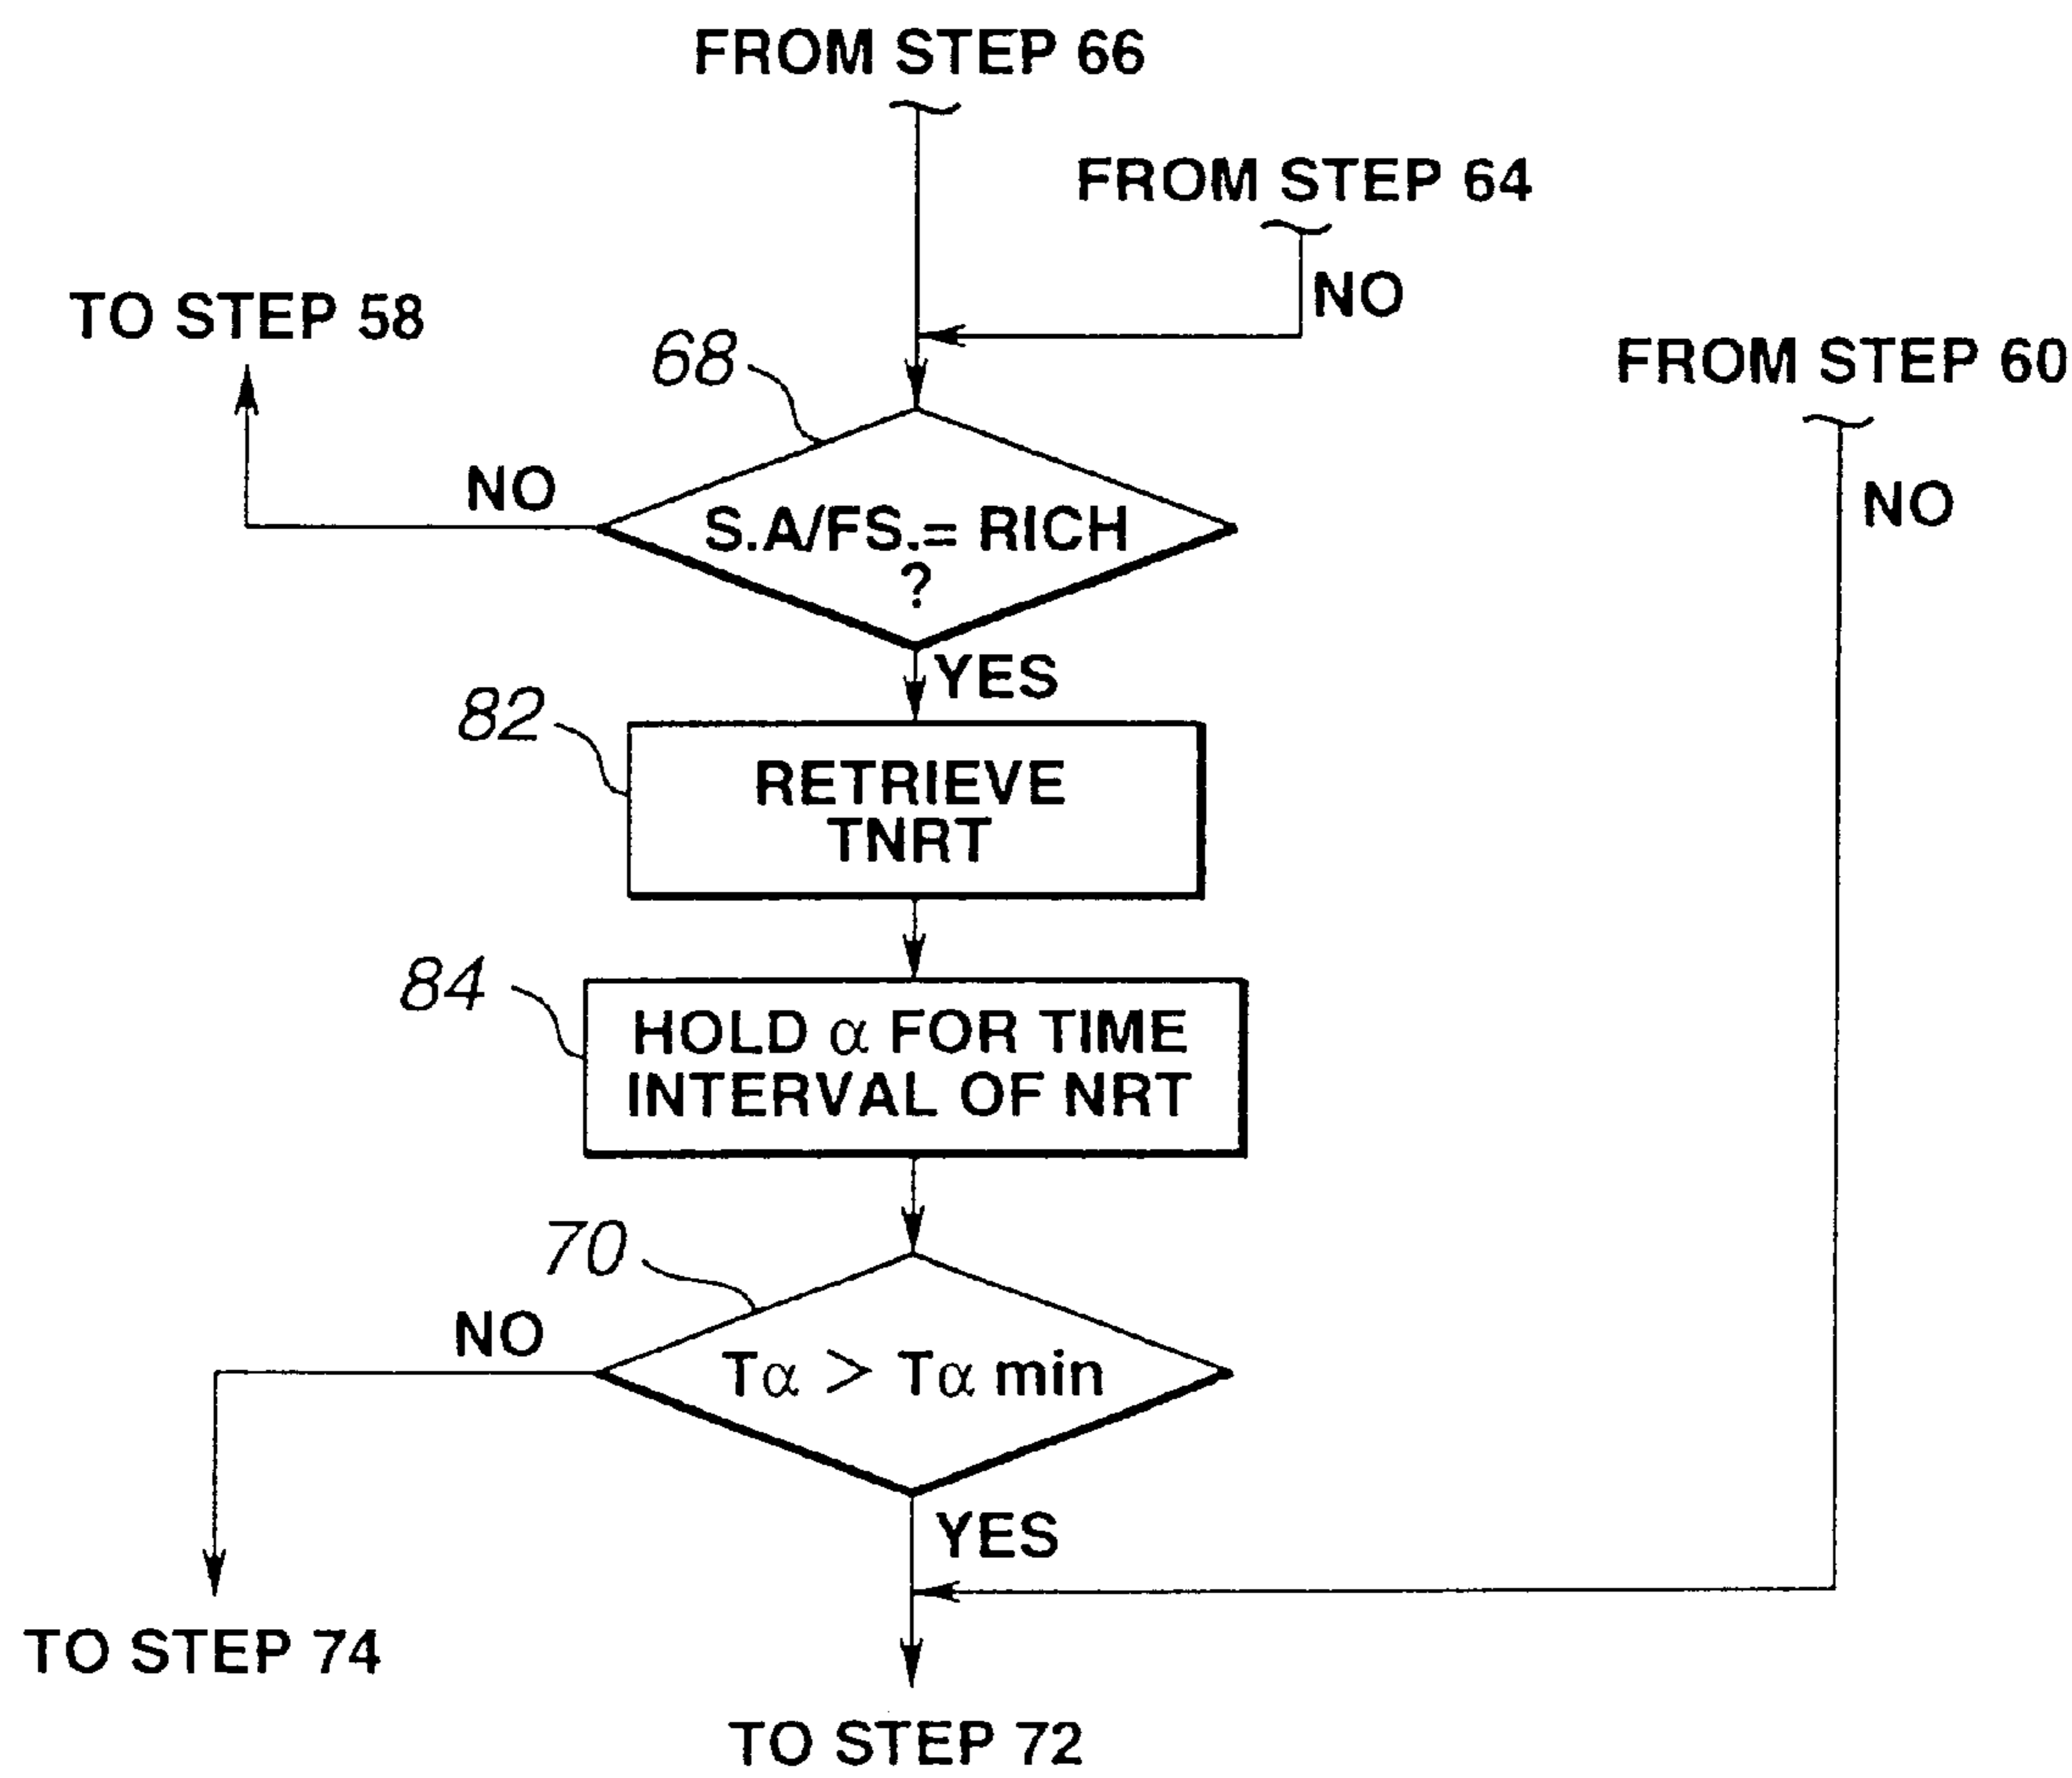 FROM STEP 66
FROM STEP 64
NO
TO STEP 58
68
FROM STEP 60
NO
NO
S.A/FS.= RICH
?
YES
82
RETRIEVE
TNRT
84
HOLD α FOR TIME
INTERVAL OF NRT
70
NO
Tα > Tα min
YES
TO STEP 74
TO STEP 72